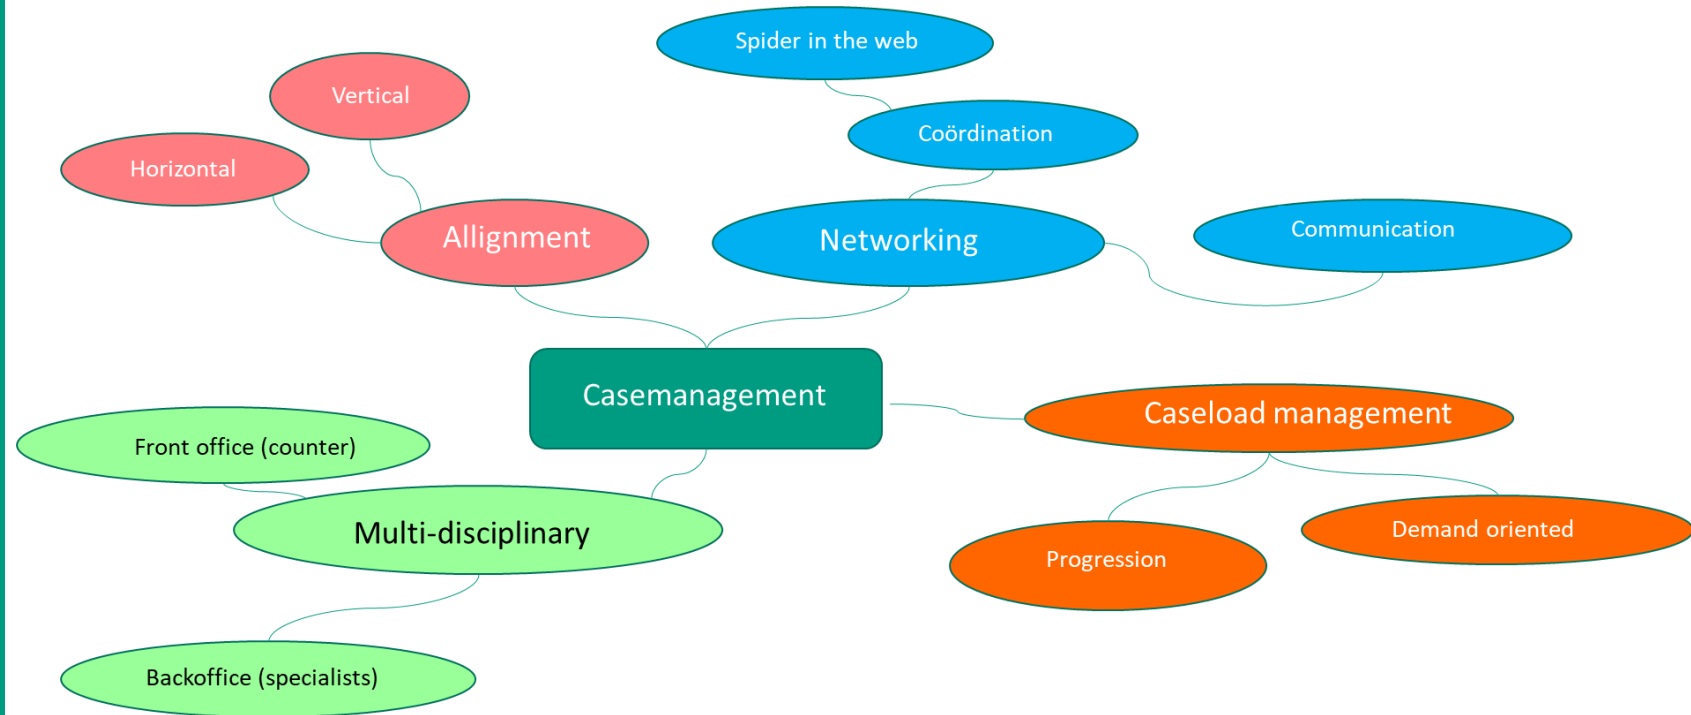 Spider in the web
Vertical
Coördination
Horizontal
Allignment
Networking
Communication
Casemanagement
Caseload management
Front office (counter)
Multi-disciplinary
Demand oriented
Progression
Backoffice (specialists)